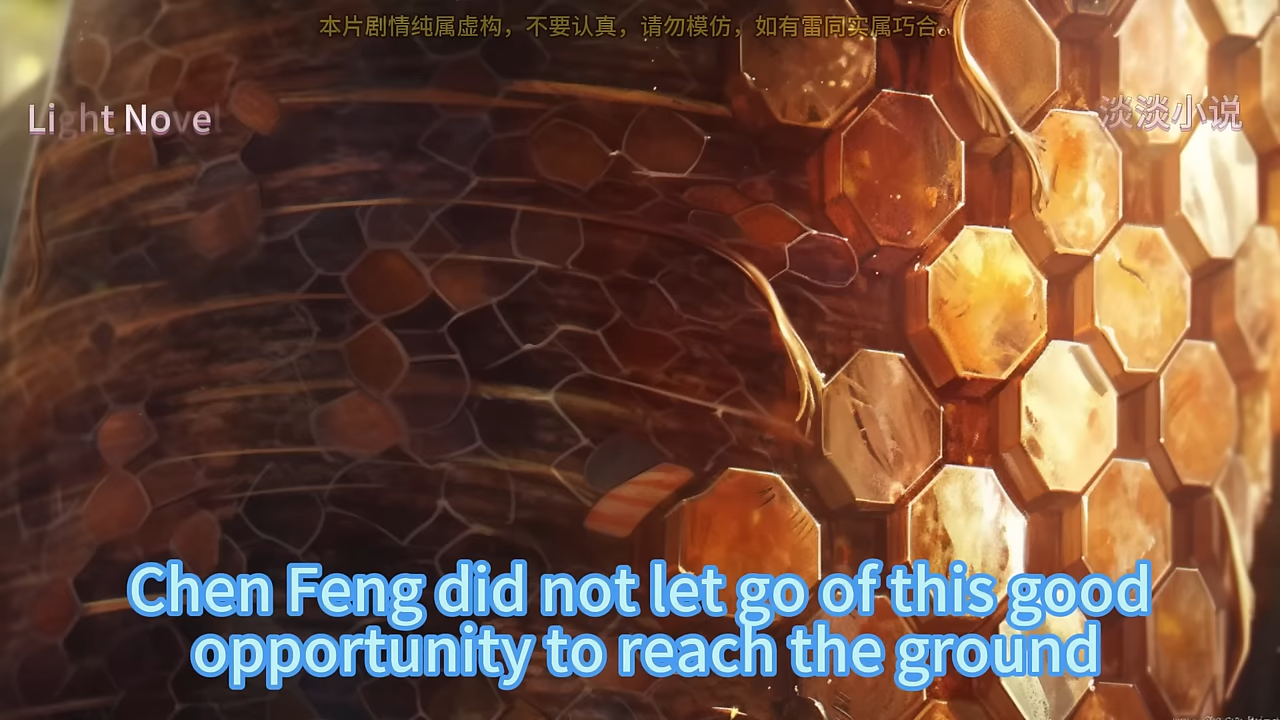 本片剧情纯属虚构，不要认真，请勿模仿，如有雷同实属巧合。
Light Novel
淡淡小说
Chen Feng did not let go of this good
opportunity to reach the ground